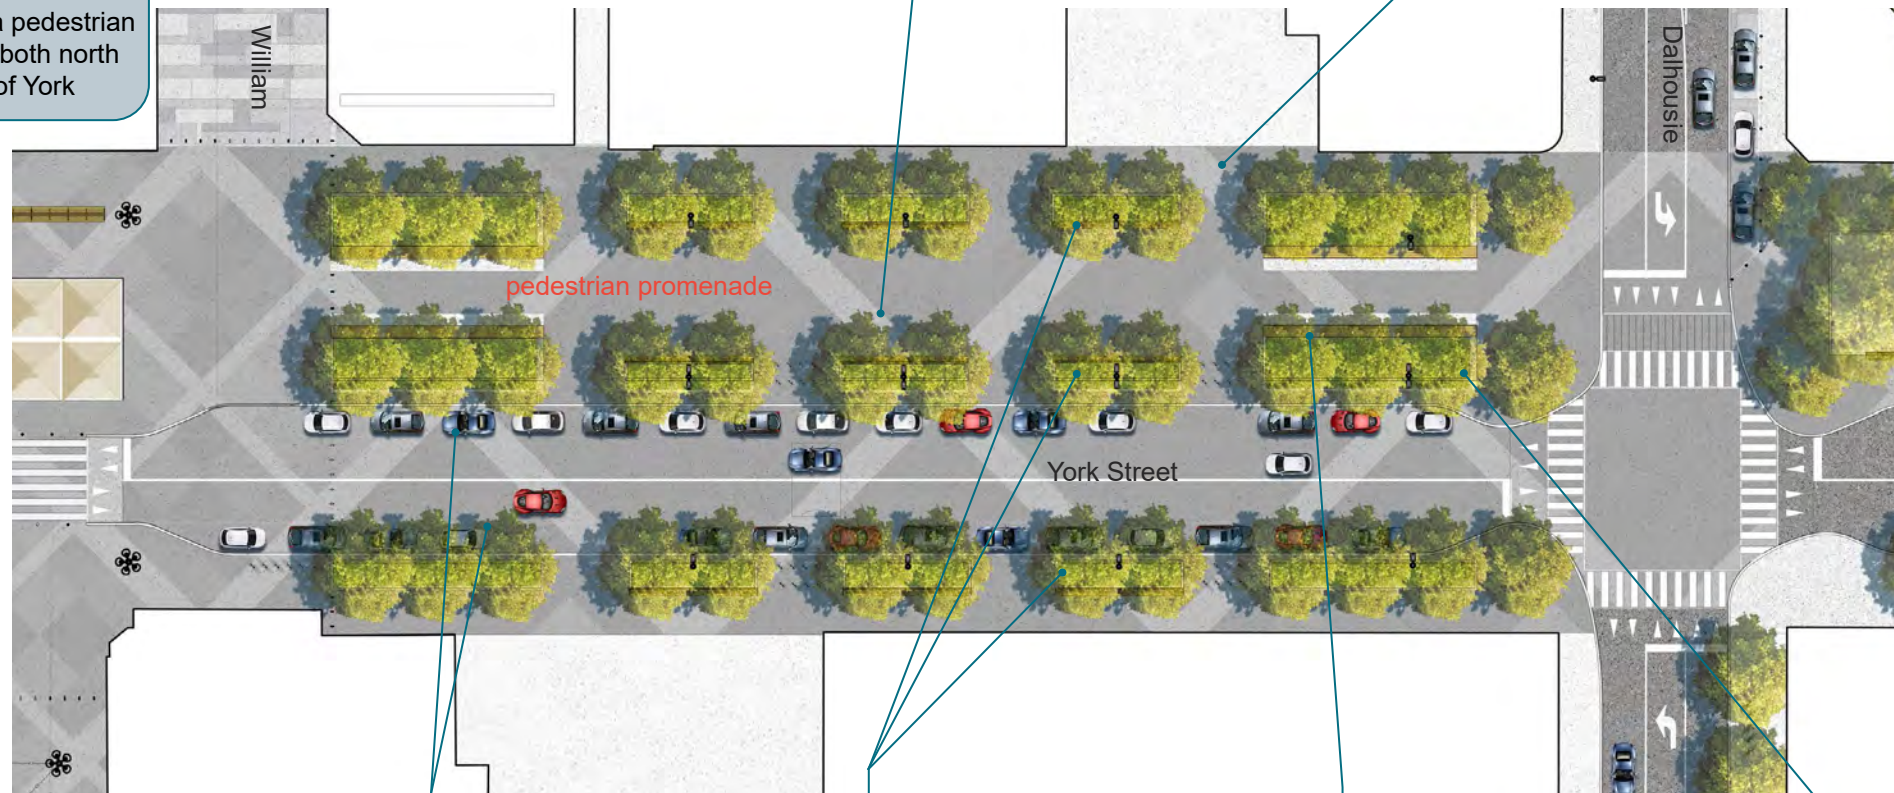 a pedestrian
both north
of York
William
Dalhousie
pedestrian promenade
York Street